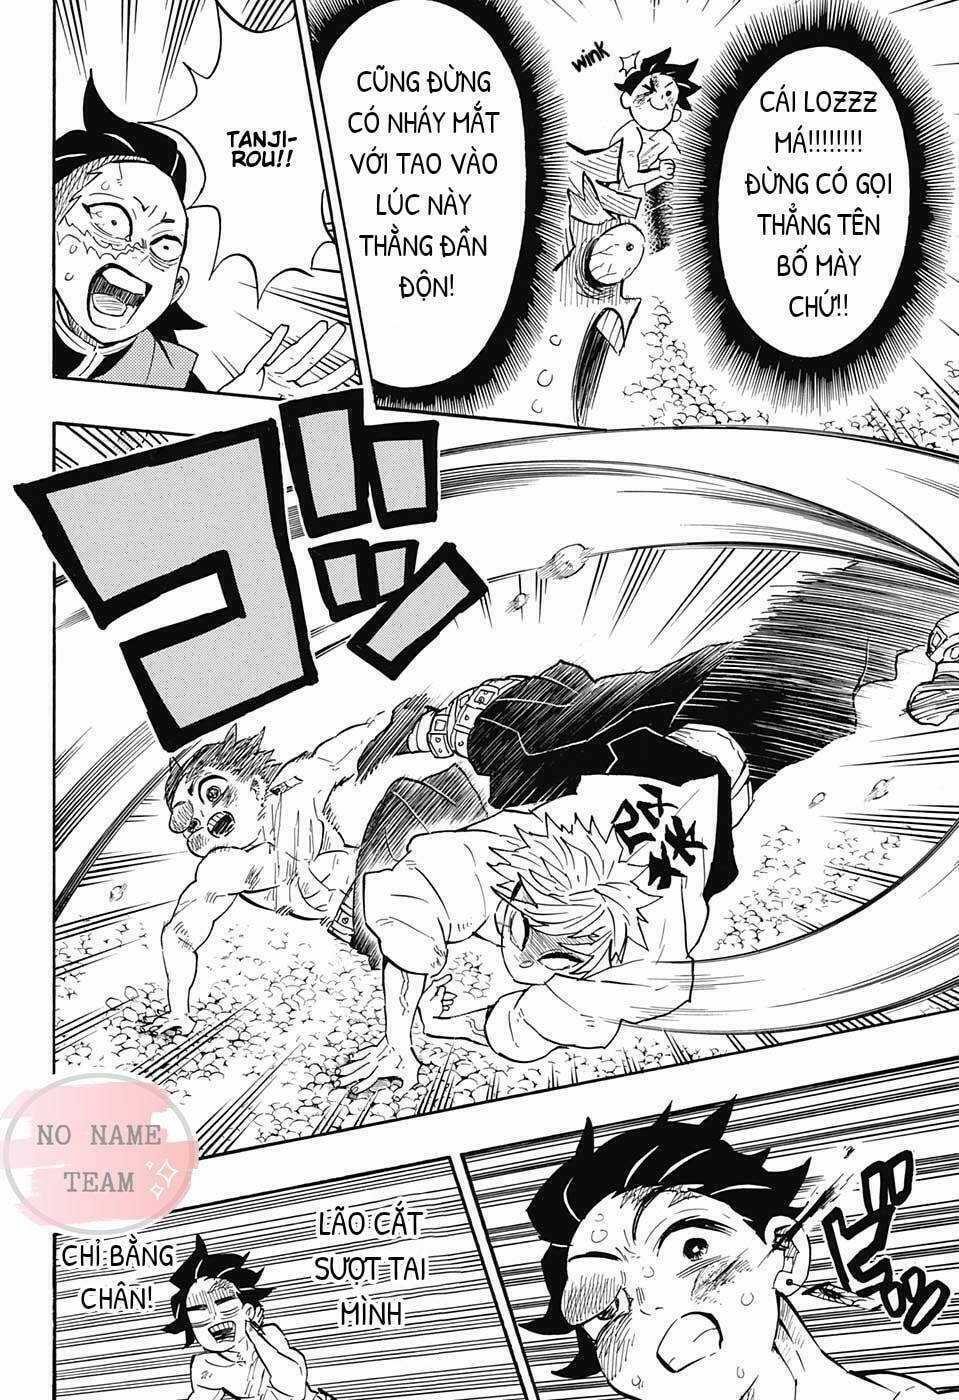 CÁI LOZZZ
MÁ!!!!!!!!!
ĐỪNG CÓ GỌI
THẲNG TÊN
BỐ MÀY
CHỨ!!
wink
CŨNG ĐỪNG
CÓ NHÁY MẮT
VỚI TAO VÀO
LÚC NÀY
THẰNG ĐẦN
ĐỘN!
TANJI-
ROU!!
ゴッ
LÃO CẮT
SƯỢT TAI
MÌNH
CHỈ BẰNG
CHÂN!
NO NAME
TEAM